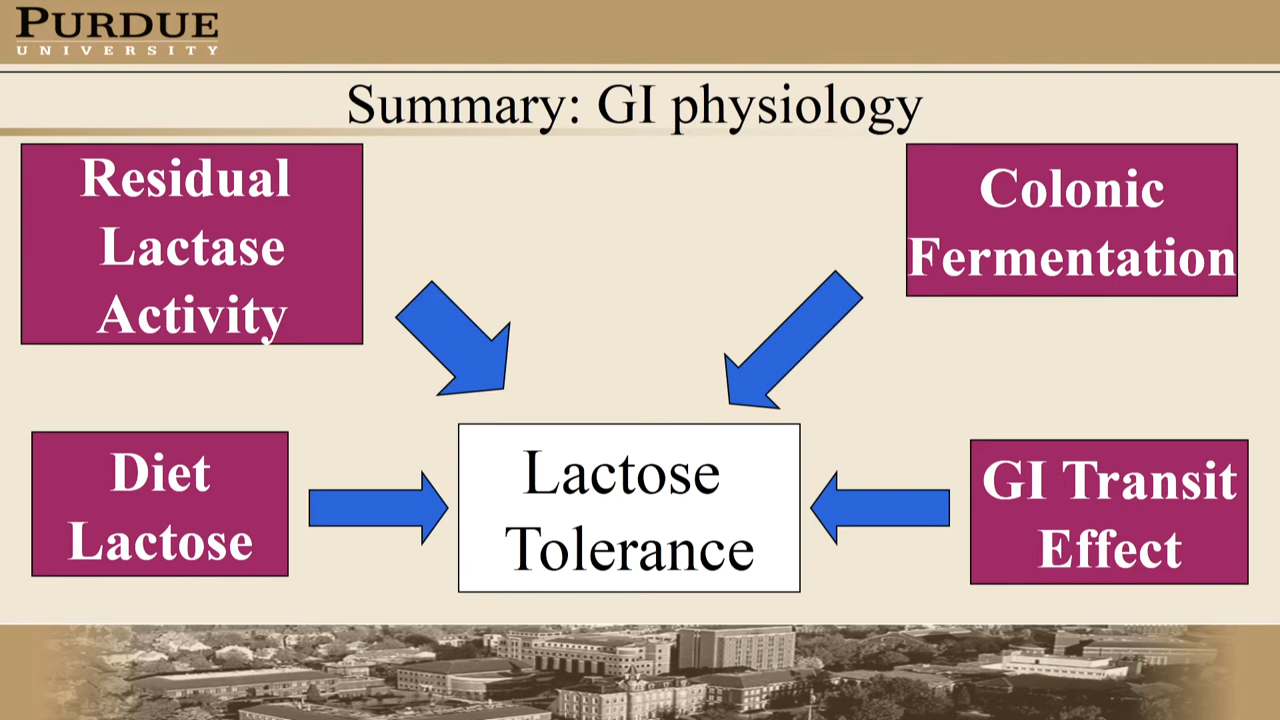 PURDUE
UNIVERSITY
Summary: GI physiology
Residual
Lactase
Activity
Colonic
Fermentation
Diet
Lactose
Lactose
Tolerance
GI Transit
Effect